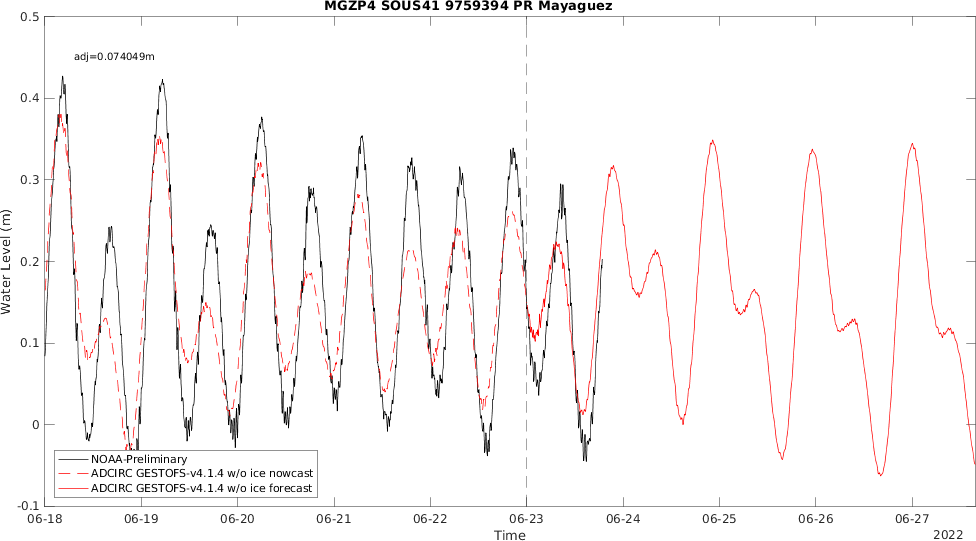 MGZP4 SOUS41 9759394 PR Mayaguez
adj=0.074049m
0.5
0.4
0.3
0.2
0.1
0
-0.1
Water Level (m)
NOAA-Preliminary
ADCIRC GESTOFS-v4.1.4 w/o ice nowcast
ADCIRC GESTOFS-v4.1.4 w/o ice forecast
06-18 06-19 06-20 06-21 06-22 06-23 06-24 06-25 06-26 06-27
Time
2022